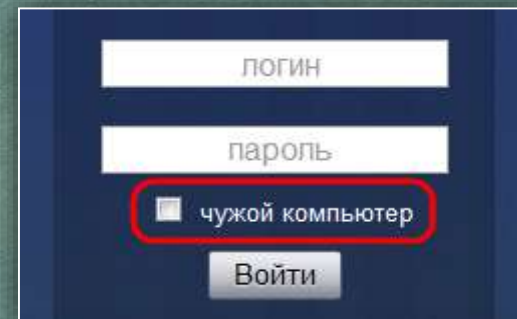 логин
пароль
чужой компьютер
Войти